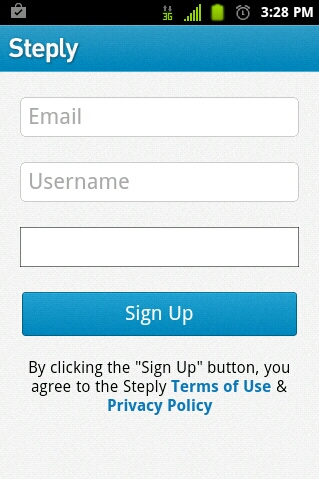 3G 3:28 PM
Steply
Email
Username
Sign Up
By clicking the "Sign Up" button, you
agree to the Steply Terms of Use &
Privacy Policy